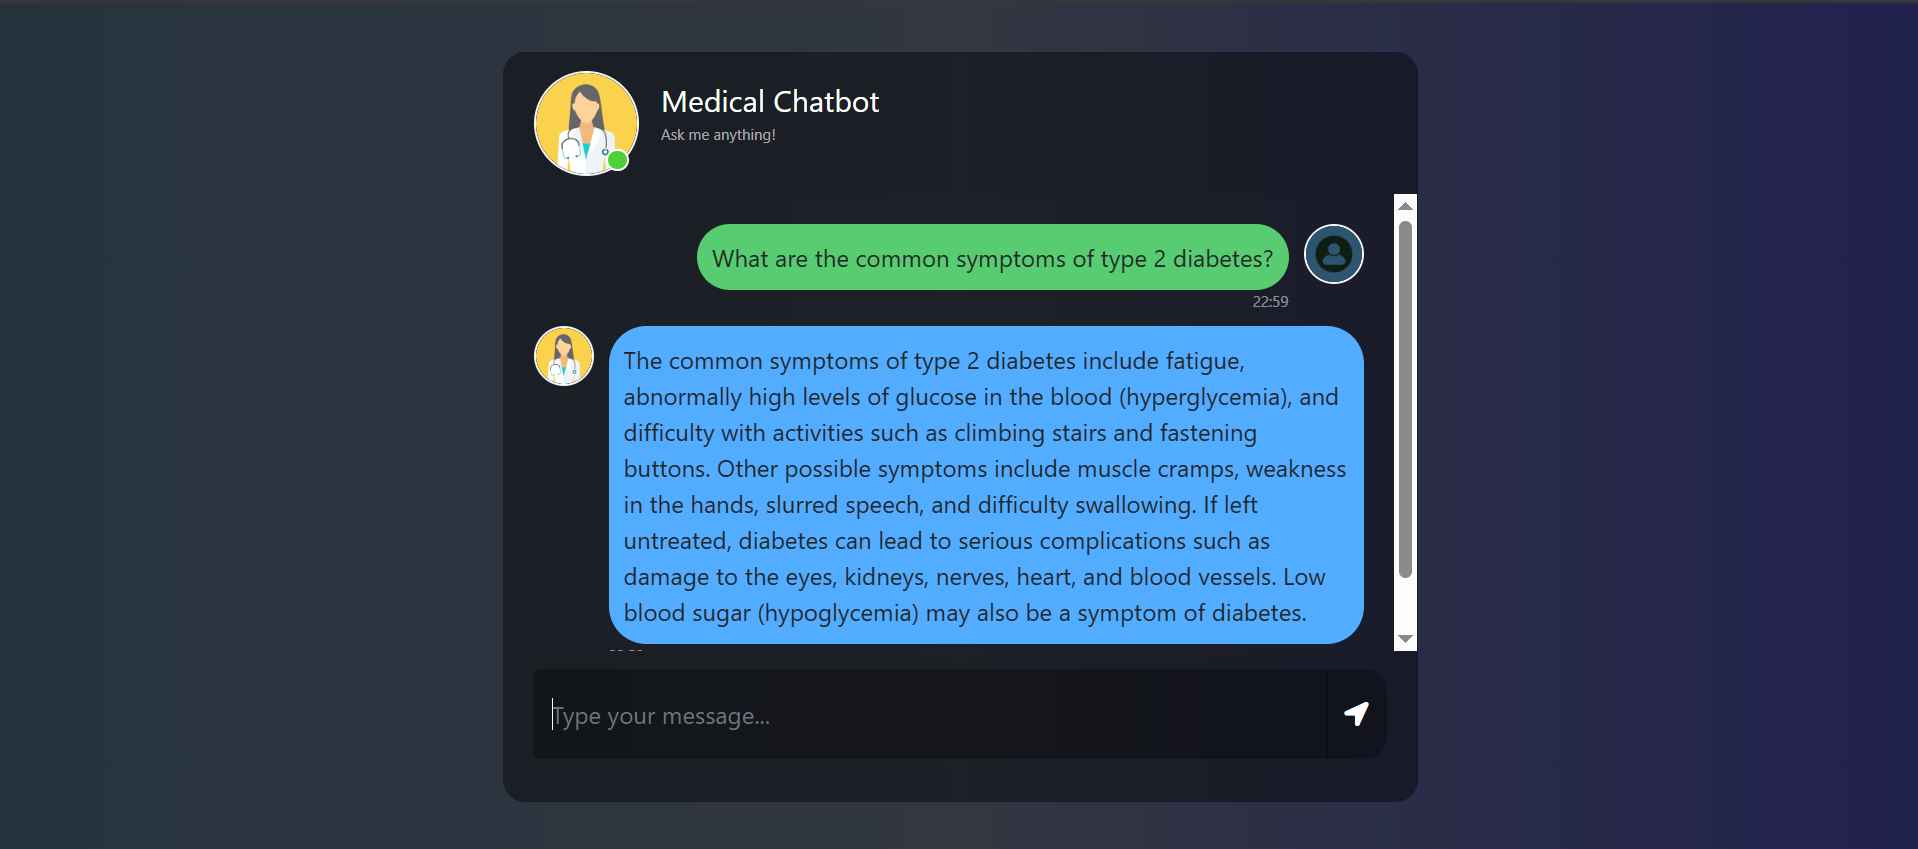 Medical Chatbot
Ask me anything!
What are the common symptoms of type 2 diabetes?
22:59
The common symptoms of type 2 diabetes include fatigue,
abnormally high levels of glucose in the blood (hyperglycemia), and
difficulty with activities such as climbing stairs and fastening
buttons. Other possible symptoms include muscle cramps, weakness
in the hands, slurred speech, and difficulty swallowing. If left
untreated, diabetes can lead to serious complications such as
damage to the eyes, kidneys, nerves, heart, and blood vessels. Low
blood sugar (hypoglycemia) may also be a symptom of diabetes.
Type your message...